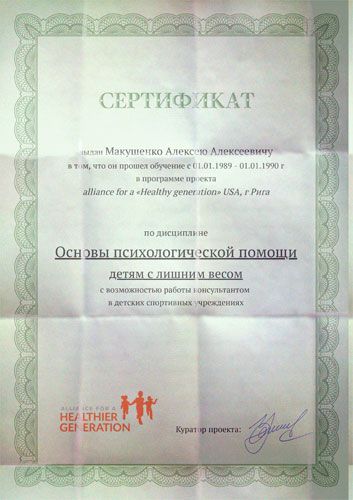 СЕРТИФИКАТ
выдан Макушенко Алексею Алексеевичу
в том, что он прошел обучение с 01.01.1989 - 01.01.1990 г
в программе проекта
alliance for a «Healthy generation» USA, г Рига
по дисциплине
Основы психологической помощи
детям с лишним весом
с возможностью работы консультантом
в детских спортивных учреждениях
ALLIANCE FOR A
HEALTHIER
GENERATION
Куратор проекта: